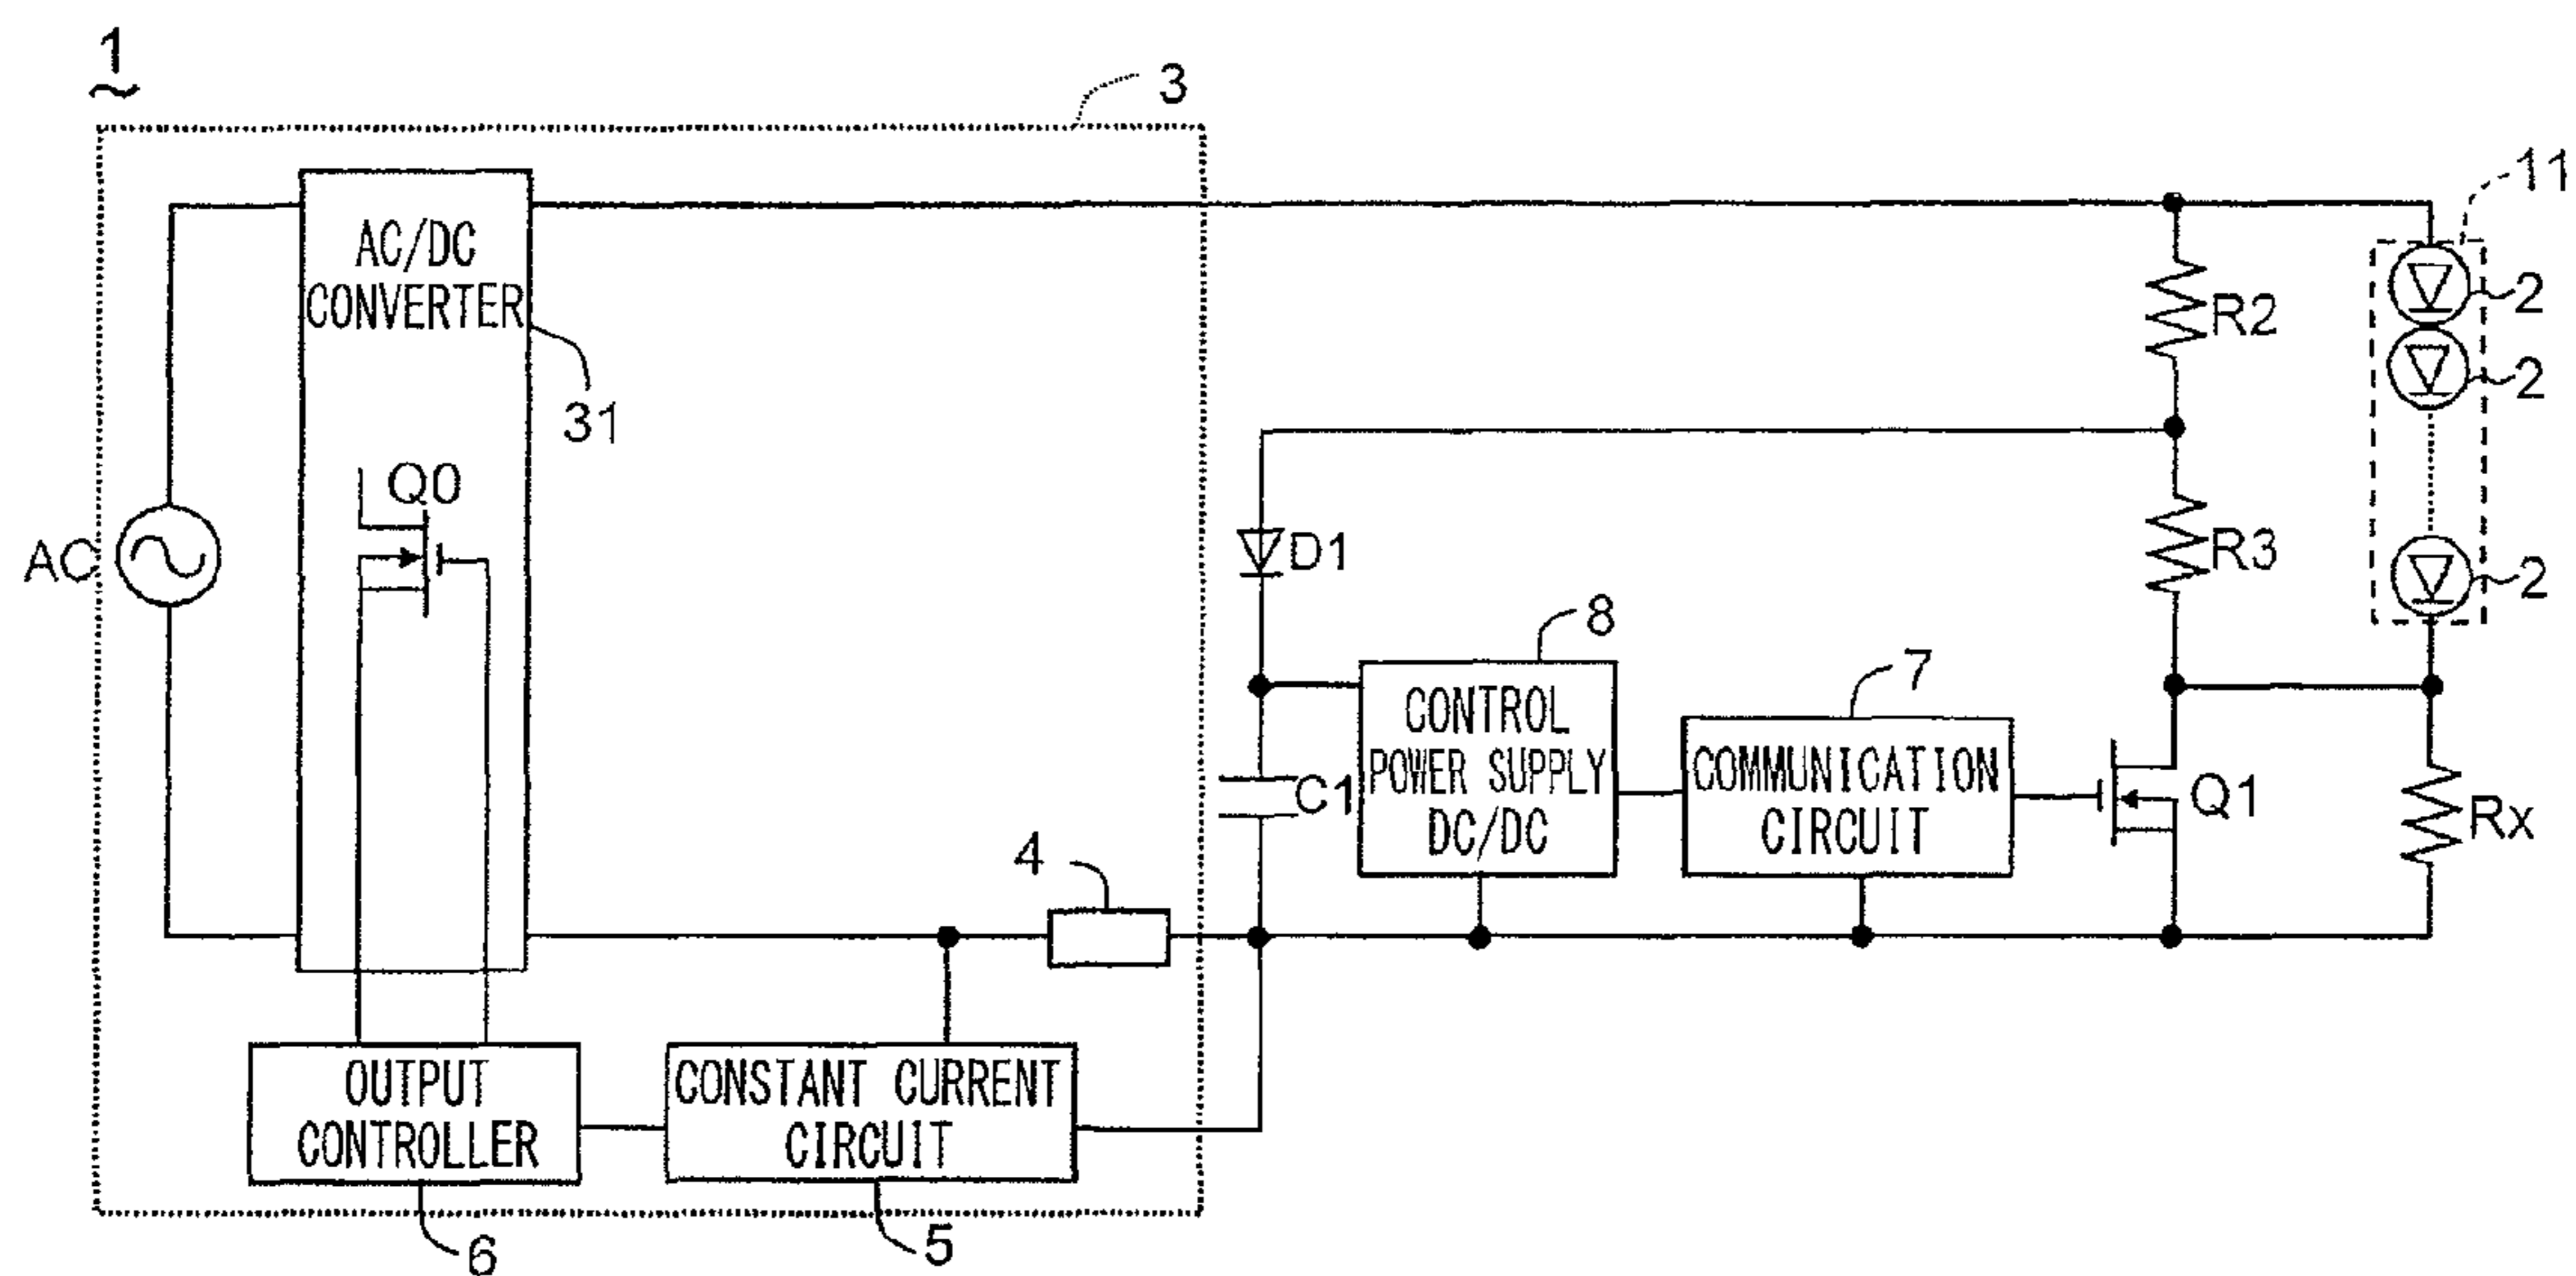 1
3
11
AC/DC
CONVERTER
31
Q0
AC
R2
2
2
R3
2
D1
8
7
CONTROL
POWER SUPPLY
DC/DC
COMMUNICATION
CIRCUIT
C1
Q1
Rx
4
OUTPUT
CONTROLLER
CONSTANT CURRENT
CIRCUIT
6
5